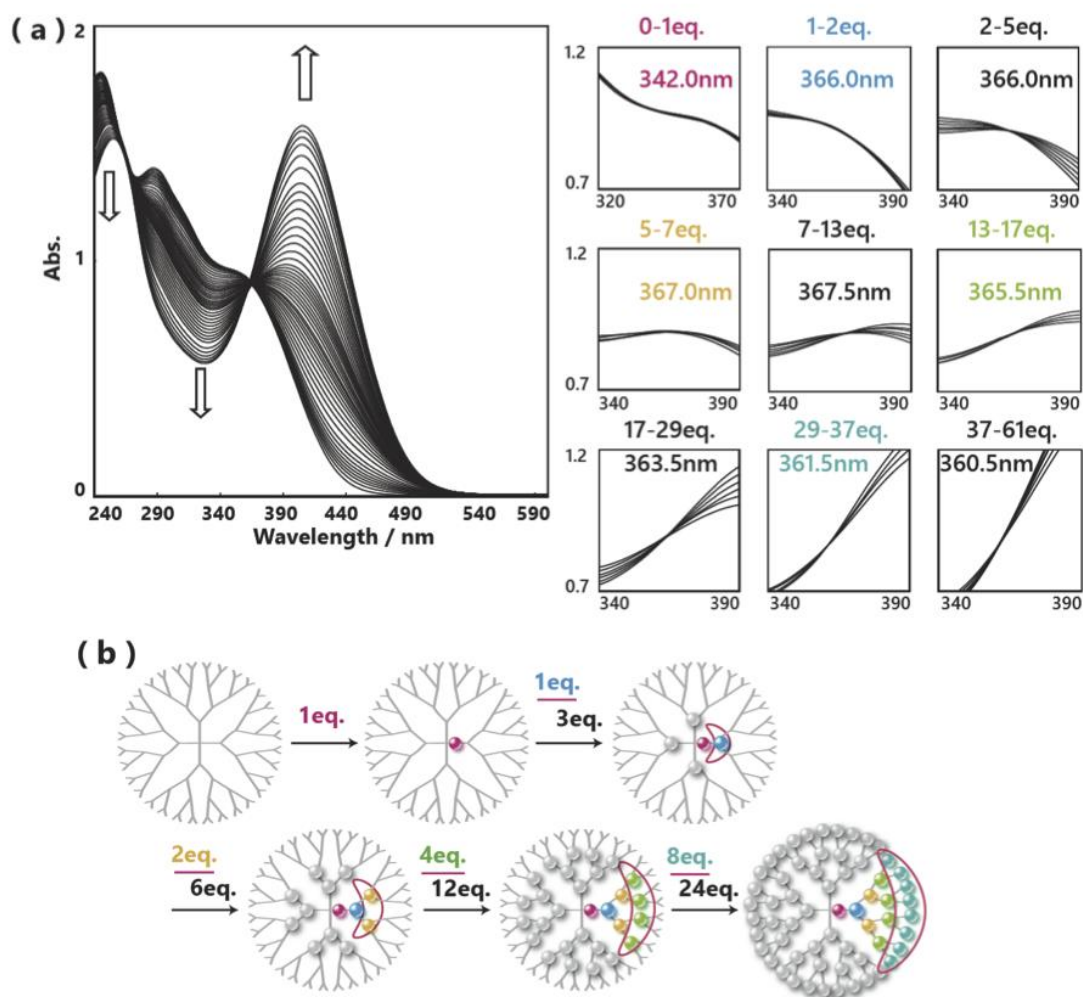 ( a )
2
1
0
Abs.
240 290 340 440 490 540 590
Wavelength / nm
0-1eq. 1-2eq. 2-5eq.
1.2
342.0nm 366.0nm 366.0nm
0.7
320 370 340 390 340 390
5-7eq. 7-13eq. 13-17eq.
1.2
367.0nm 367.5nm 365.5nm
0.7
340 390 340 390 340 390
17-29eq. 29-37eq. 37-61eq.
1.2
363.5nm 361.5nm 360.5nm
0.7
340 390 340 390 340 390
( b )
1eq.
1eq.
3eq.
2eq.
6eq.
4eq.
12eq.
8eq.
24eq.